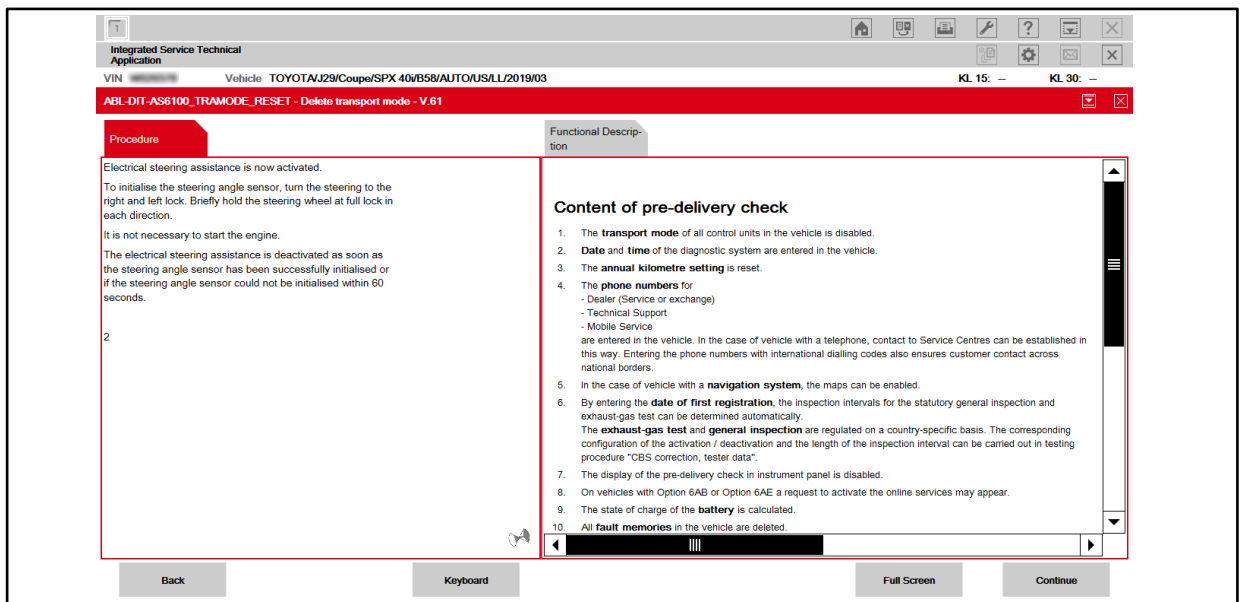 1
?
Integrated Service Technical
Application
VIN Vehicle TOYOTA/J29/Coupe/SPX 40i/B58/AUTO/US/LL/2019/03 KL 15: – KL 30: –
ABL-DIT-AS6100_TRAMODE_RESET - Delete transport mode - V.61
Procedure
Electrical steering assistance is now activated.
To initialise the steering angle sensor, turn the steering to the
right and left lock. Briefly hold the steering wheel at full lock in
each direction.
It is not necessary to start the engine.
The electrical steering assistance is deactivated as soon as
the steering angle sensor has been successfully initialised or
if the steering angle sensor could not be initialised within 60
seconds.
2
Functional Descrip-
tion
Content of pre-delivery check
1. The transport mode of all control units in the vehicle is disabled.
2. Date and time of the diagnostic system are entered in the vehicle.
3. The annual kilometre setting is reset.
4. The phone numbers for
- Dealer (Service or exchange)
- Technical Support
- Mobile Service
are entered in the vehicle. In the case of vehicle with a telephone, contact to Service Centres can be established in
this way. Entering the phone numbers with international dialling codes also ensures customer contact across
national borders.
5. In the case of vehicle with a navigation system, the maps can be enabled.
6. By entering the date of first registration, the inspection intervals for the statutory general inspection and
exhaust-gas test can be determined automatically.
The exhaust-gas test and general inspection are regulated on a country-specific basis. The corresponding
configuration of the activation / deactivation and the length of the inspection interval can be carried out in testing
procedure "CBS correction, tester data".
7. The display of the pre-delivery check in instrument panel is disabled.
8. On vehicles with Option 6AB or Option 6AE a request to activate the online services may appear.
9. The state of charge of the battery is calculated.
10. All fault memories in the vehicle are deleted.
Back Keyboard Full Screen Continue